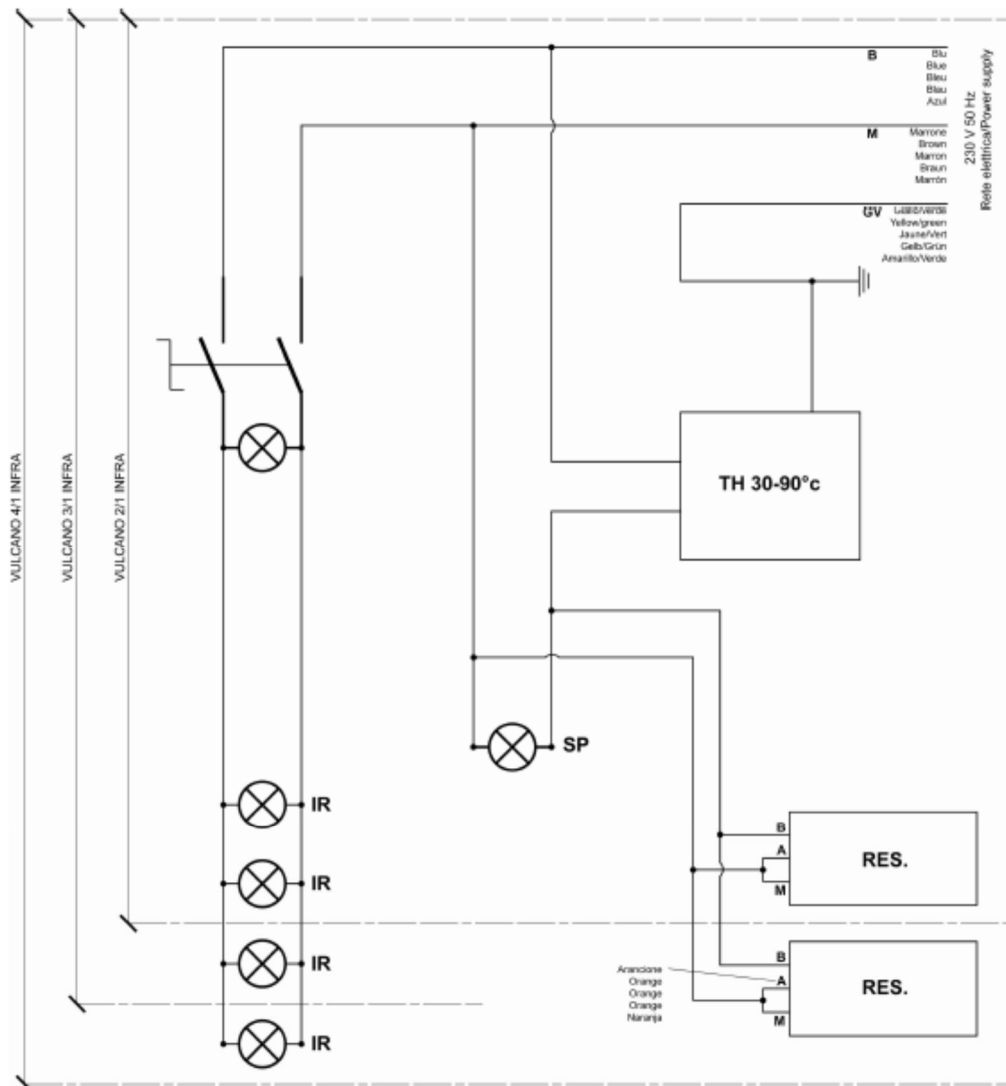 B
Blu
Blue
Bleu
Blau
Azul
M
Marrone
Brown
Marron
Braun
Marrón
230 V 50 Hz
Rete elettrica/Power supply
GV
Giallo/verde
Yellow/green
Jaune/Vert
Gelb/Grün
Amarillo/Verde
VULCANO 4/1 INFRA
VULCANO 3/1 INFRA
VULCANO 2/1 INFRA
TH 30-90°c
SP
IR
IR
IR
IR
B
A
M
RES.
B
A
M
RES.
Arancione
Orange
Orange
Orange
Naranja